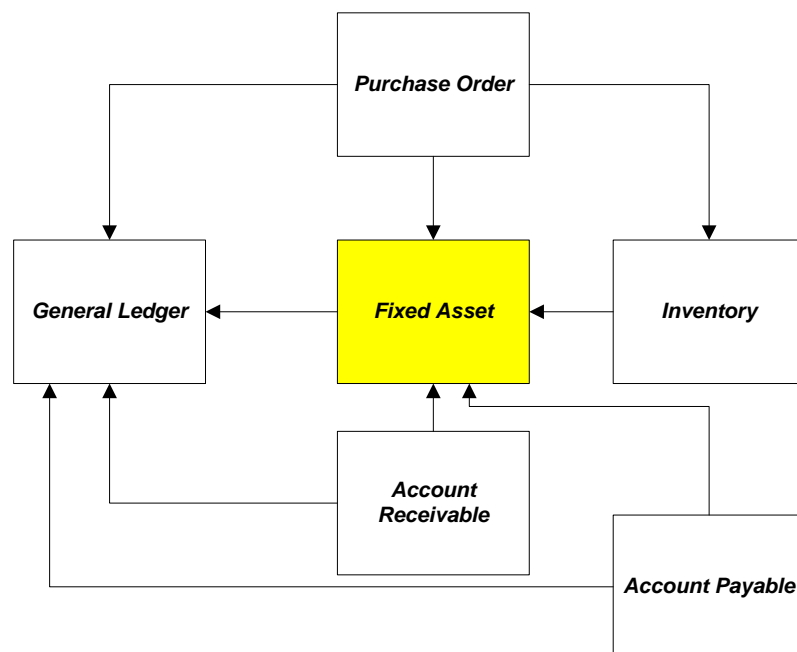 Purchase Order
General Ledger
Fixed Asset
Inventory
Account
Receivable
Account Payable